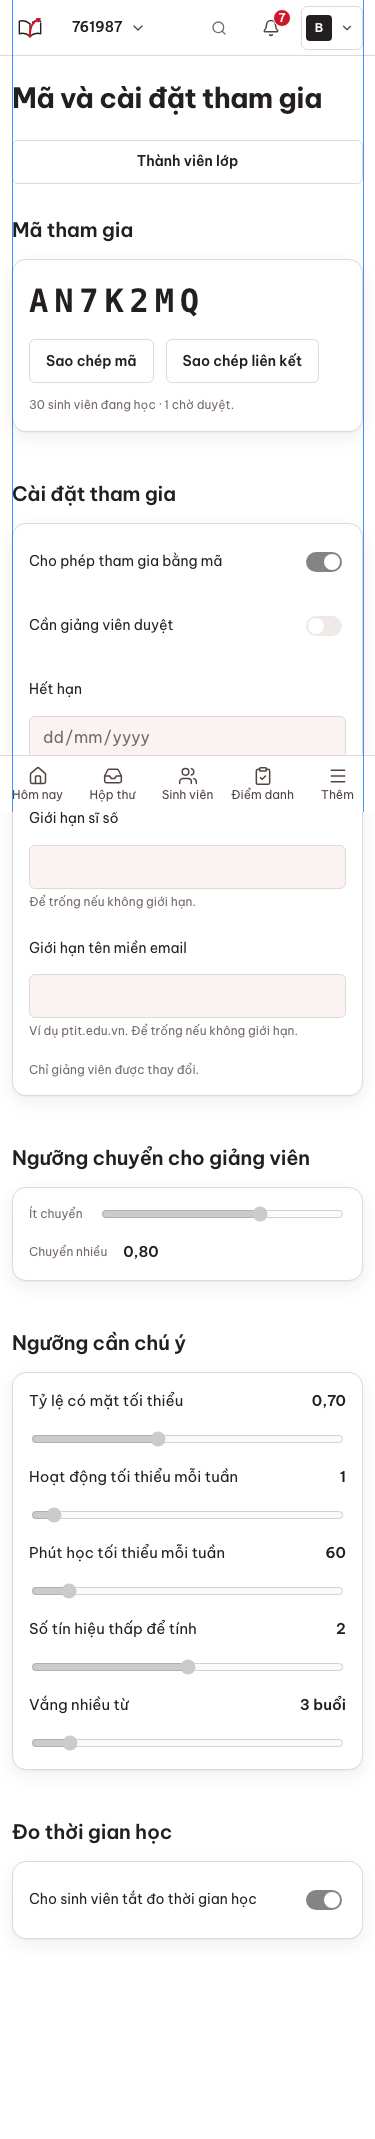 761987
7
B
Mã và cài đặt tham gia
Thành viên lớp
Mã tham gia
AN7K2MQ
Sao chép mã
Sao chép liên kết
30 sinh viên đang học · 1 chờ duyệt.
Cài đặt tham gia
Cho phép tham gia bằng mã
Cần giảng viên duyệt
Hết hạn
dd/mm/yyyy
Hôm nay
Hộp thư
Sinh viên
Điểm danh
Thêm
Giới hạn sĩ số
Để trống nếu không giới hạn.
Giới hạn tên miền email
Ví dụ ptit.edu.vn. Để trống nếu không giới hạn.
Chỉ giảng viên được thay đổi.
Ngưỡng chuyển cho giảng viên
Ít chuyển
Chuyển nhiều
0,80
Ngưỡng cần chú ý
Tỷ lệ có mặt tối thiểu
0,70
Hoạt động tối thiểu mỗi tuần
1
Phút học tối thiểu mỗi tuần
60
Số tín hiệu thấp để tính
2
Vắng nhiều từ
3 buổi
Đo thời gian học
Cho sinh viên tắt đo thời gian học